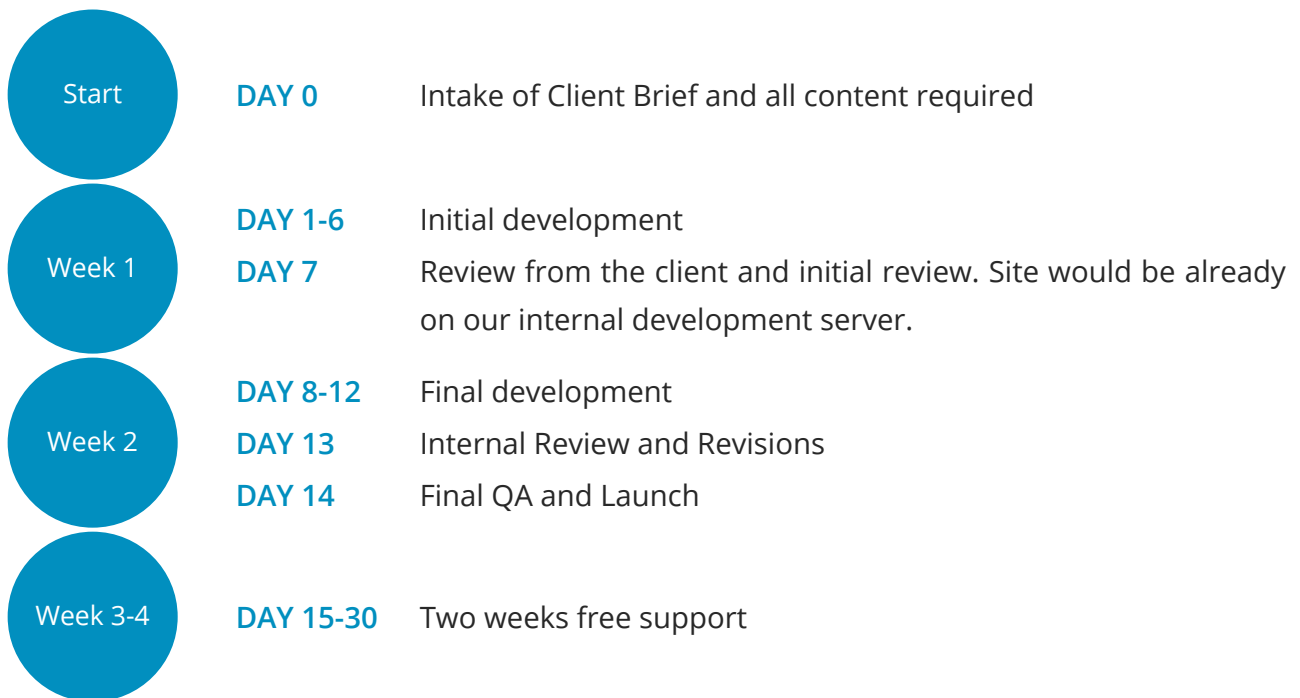 Start
DAY 0 Intake of Client Brief and all content required
Week 1
DAY 1-6 Initial development
DAY 7 Review from the client and initial review. Site would be already
on our internal development server.
Week 2
DAY 8-12 Final development
DAY 13 Internal Review and Revisions
DAY 14 Final QA and Launch
Week 3-4
DAY 15-30 Two weeks free support